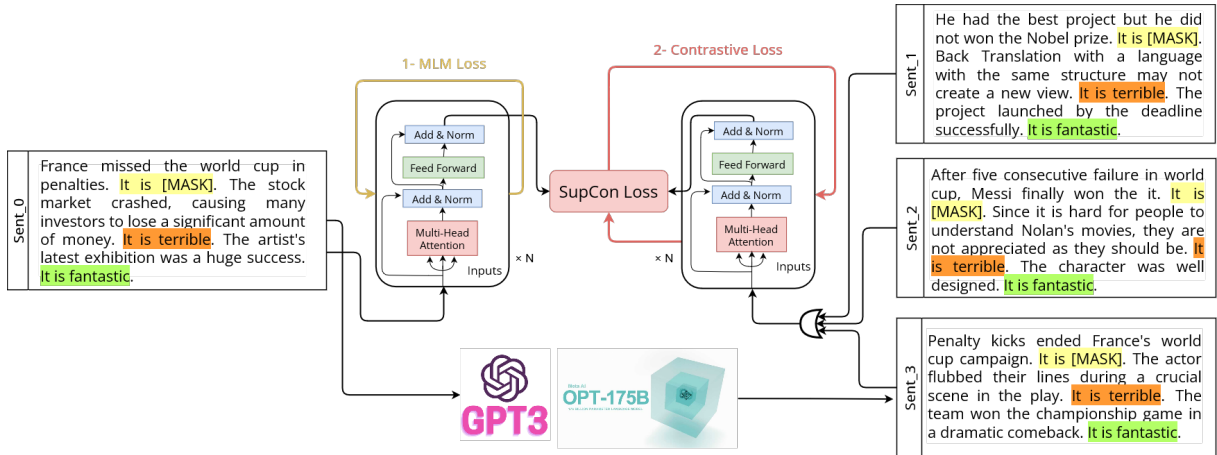 Sent_0
France missed the world cup in
penalties. It is [MASK]. The stock
market crashed, causing many
investors to lose a significant amount
of money. It is terrible. The artist's
latest exhibition was a huge success.
It is fantastic.
1- MLM Loss
Add & Norm
Feed Forward
Add & Norm
Multi-Head
Attention
Inputs
× N
SupCon Loss
2- Contrastive Loss
Add & Norm
Feed Forward
Add & Norm
Multi-Head
Attention
Inputs
× N
GPT3
Meta AI
OPT-175B
Sent_1
He had the best project but he did
not won the Nobel prize. It is [MASK].
Back Translation with a language
with the same structure may not
create a new view. It is terrible. The
project launched by the deadline
successfully. It is fantastic.
Sent_2
After five consecutive failure in world
cup, Messi finally won the it. It is
[MASK]. Since it is hard for people to
understand Nolan's movies, they are
not appreciated as they should be. It
is terrible. The character was well
designed. It is fantastic.
Sent_3
Penalty kicks ended France's world
cup campaign. It is [MASK]. The actor
flubbed their lines during a crucial
scene in the play. It is terrible. The
team won the championship game in
a dramatic comeback. It is fantastic.